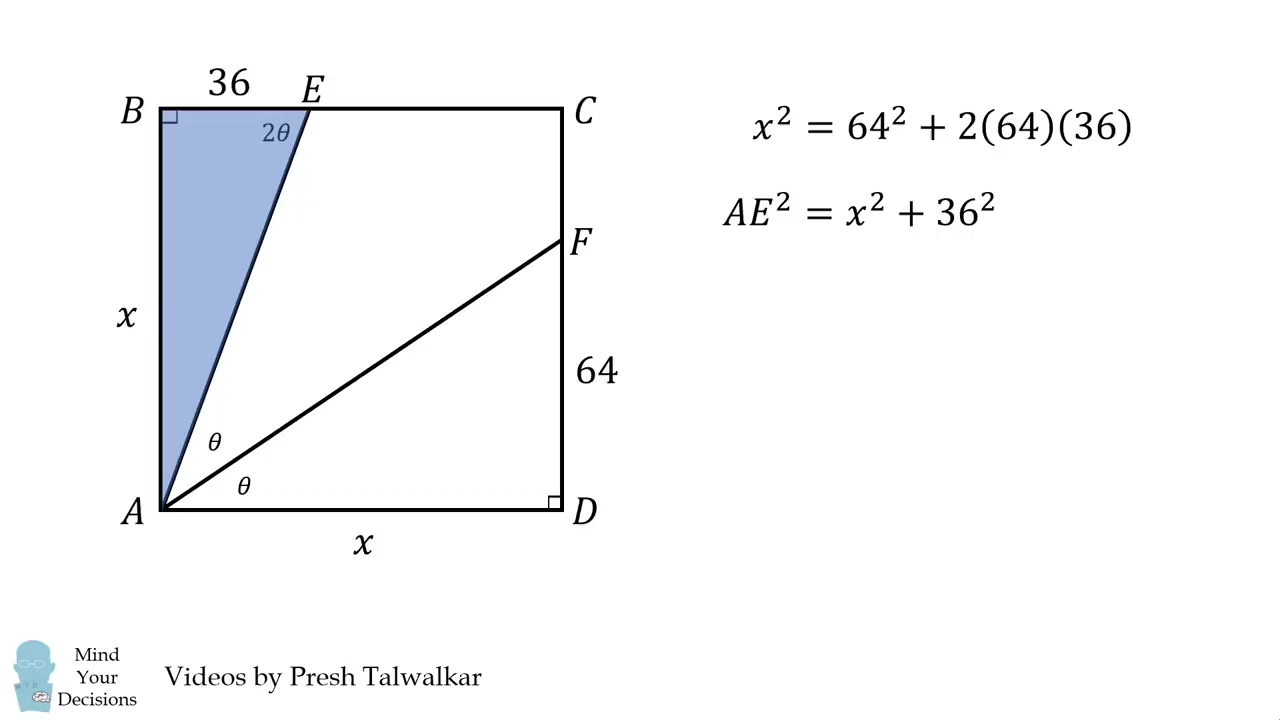 36
B
E
C
2θ
x² = 64² + 2(64)(36)
AE² = x² + 36²
F
x
64
θ
θ
A
D
x
Mind
Your
Decisions
Videos by Presh Talwalkar